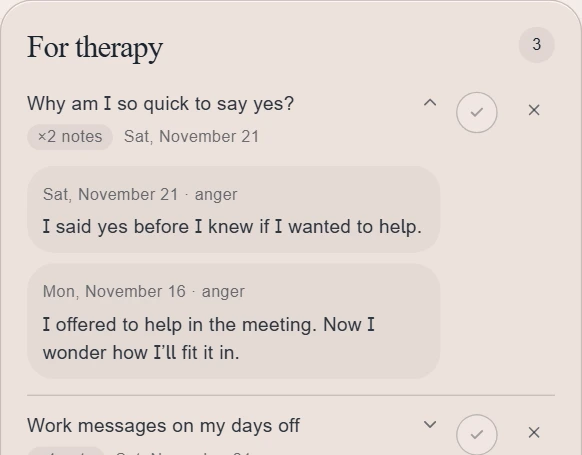 For therapy
3
Why am I so quick to say yes?
×2 notes Sat, November 21
Sat, November 21 · anger
I said yes before I knew if I wanted to help.
Mon, November 16 · anger
I offered to help in the meeting. Now I
wonder how I’ll fit it in.
Work messages on my days off